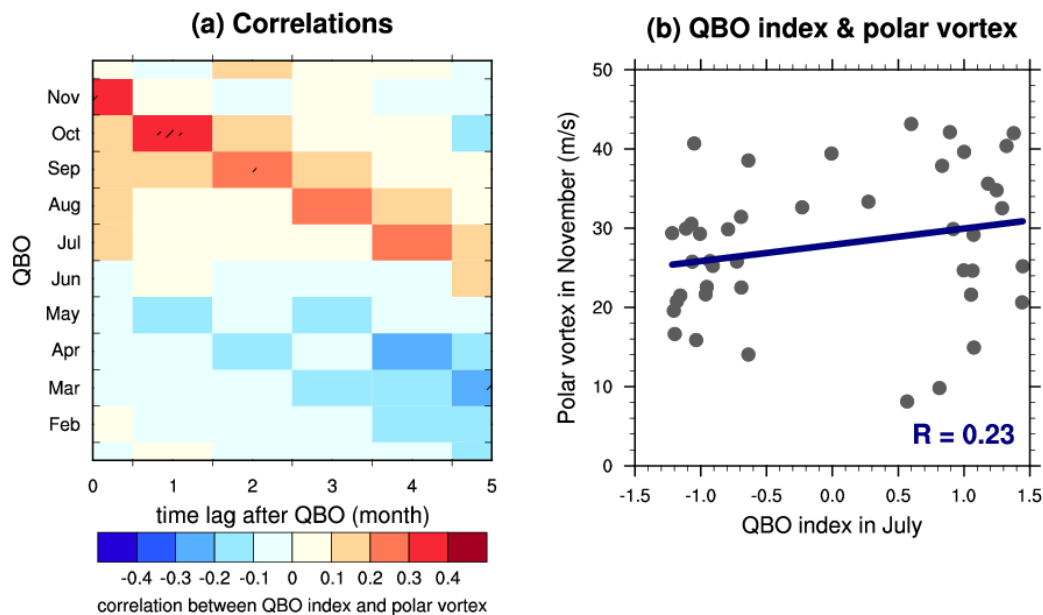 (a) Correlations
QBO
Nov
Oct
Sep
Aug
Jul
Jun
May
Apr
Mar
Feb
0 1 2 3 4 5
time lag after QBO (month)
-0.4 -0.3 -0.2 -0.1 0 0.1 0.2 0.3 0.4
correlation between QBO index and polar vortex
(b) QBO index & polar vortex
Polar vortex in November (m/s)
50
40
30
20
10
0
R = 0.23
-1.5 -1.0 -0.5 0.0 0.5 1.0 1.5
QBO index in July